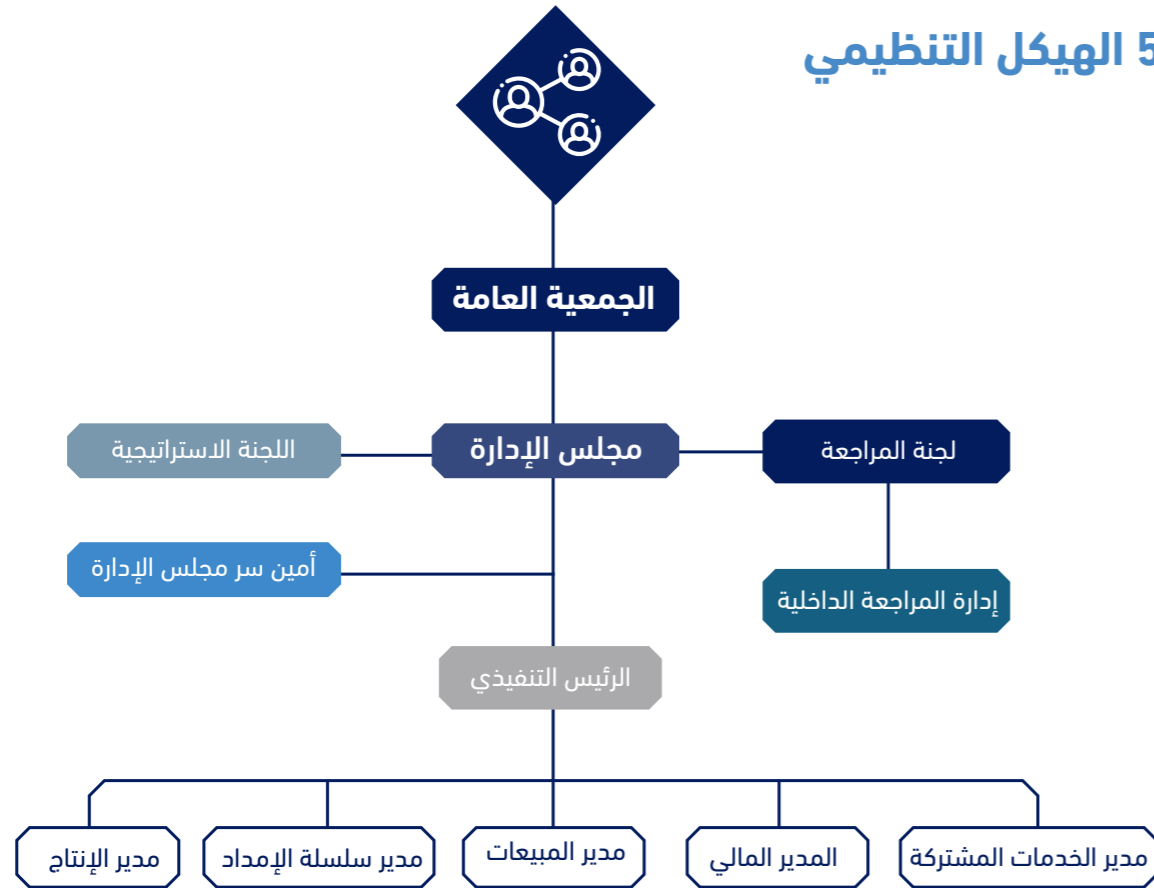 5 الهيكل التنظيمي
الجمعية العامة
لجنة المراجعة
مجلس الإدارة
اللجنة الاستراتيجية
أمين سر مجلس الإدارة
إدارة المراجعة الداخلية
الرئيس التنفيذي
مدير الخدمات المشتركة
المدير المالي
مدير المبيعات
مدير سلسلة الإمداد
مدير الإنتاج